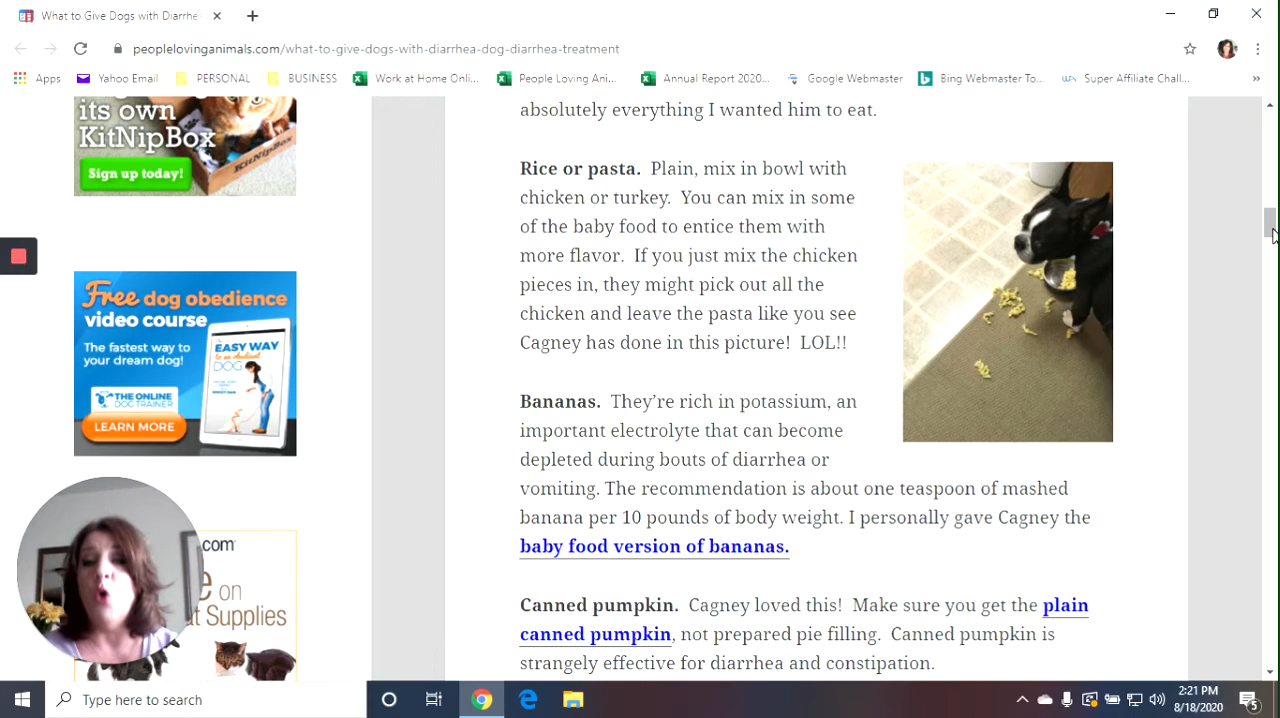 What to Give Dogs with Diarrhe
peoplelovinganimals.com/what-to-give-dogs-with-diarrhea-dog-diarrhea-treatment
Apps
Yahoo Email
PERSONAL
BUSINESS
Work at Home Onli...
People Loving Ani...
Annual Report 2020...
Google Webmaster
Bing Webmaster To...
Super Affiliate Chall...
its own
KitNipBox
Sign up today!
KitNipBox
Free dog obedience
video course
The fastest way to
your dream dog!
THE ONLINE
DOG TRAINER
LEARN MORE
EASY WAY
to an obedient
DOG
.com
e on
t Supplies
absolutely everything I wanted him to eat.
Rice or pasta. Plain, mix in bowl with
chicken or turkey. You can mix in some
of the baby food to entice them with
more flavor. If you just mix the chicken
pieces in, they might pick out all the
chicken and leave the pasta like you see
Cagney has done in this picture! LOL!!
Bananas. They're rich in potassium, an
important electrolyte that can become
depleted during bouts of diarrhea or
vomiting. The recommendation is about one teaspoon of mashed
banana per 10 pounds of body weight. I personally gave Cagney the
baby food version of bananas.
Canned pumpkin. Cagney loved this! Make sure you get the plain
canned pumpkin, not prepared pie filling. Canned pumpkin is
strangely effective for diarrhea and constipation.
Type here to search
2:21 PM
8/18/2020
5